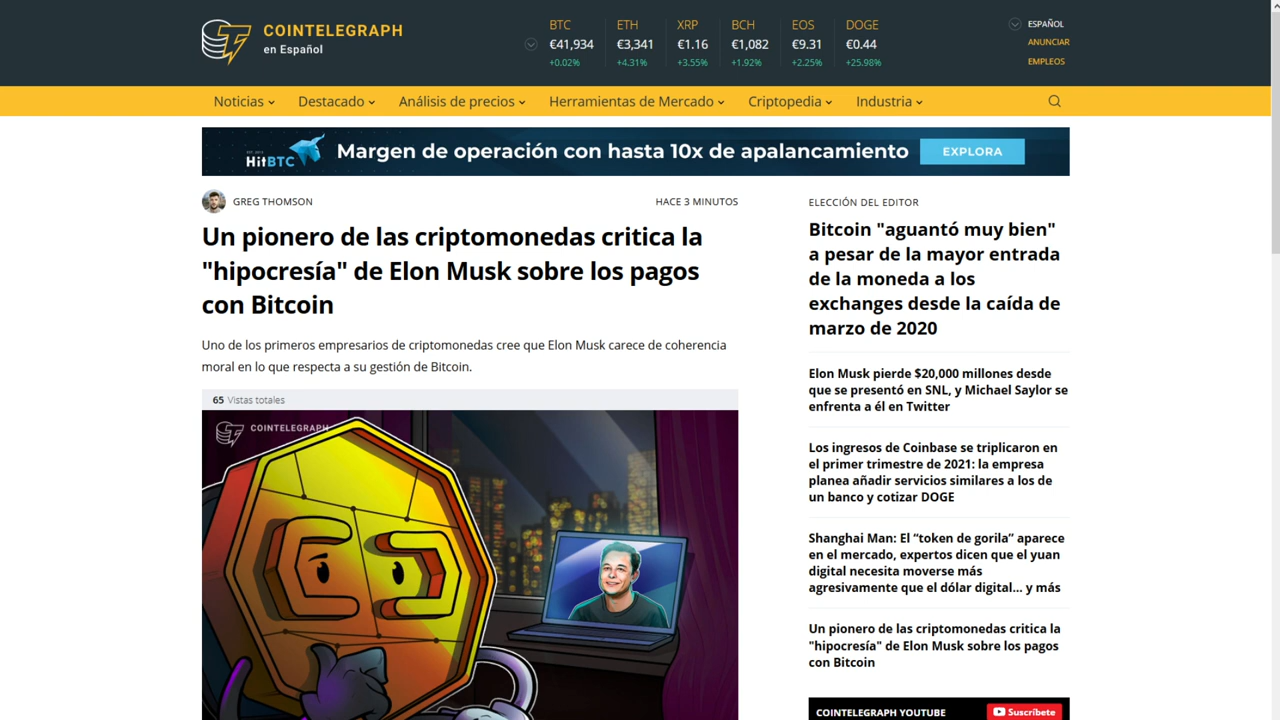 COINTELEGRAPH
en Español
BTC ETH XRP BCH EOS DOGE
€41,934 €3,341 €1.16 €1,082 €9.31 €0.44
+0.02% +4.31% +3.55% +1.92% +2.25% +25.98%
ESPAÑOL
ANUNCIAR
EMPLEOS
Noticias Destacado Análisis de precios Herramientas de Mercado Criptopedia Industria
HitBTC Margen de operación con hasta 10x de apalancamiento EXPLORA
GREG THOMSON HACE 3 MINUTOS
Un pionero de las criptomonedas critica la
"hipocresía" de Elon Musk sobre los pagos
con Bitcoin
Uno de los primeros empresarios de criptomonedas cree que Elon Musk carece de coherencia
moral en lo que respecta a su gestión de Bitcoin.
65 Vistas totales
COINTELEGRAPH
ELECCIÓN DEL EDITOR
Bitcoin "aguantó muy bien"
a pesar de la mayor entrada
de la moneda a los
exchanges desde la caída de
marzo de 2020
Elon Musk pierde $20,000 millones desde
que se presentó en SNL, y Michael Saylor se
enfrenta a él en Twitter
Los ingresos de Coinbase se triplicaron en
el primer trimestre de 2021: la empresa
planea añadir servicios similares a los de
un banco y cotizar DOGE
Shanghai Man: El “token de gorila” aparece
en el mercado, expertos dicen que el yuan
digital necesita moverse más
agresivamente que el dólar digital... y más
Un pionero de las criptomonedas critica la
"hipocresía" de Elon Musk sobre los pagos
con Bitcoin
COINTELEGRAPH YOUTUBE Suscríbete